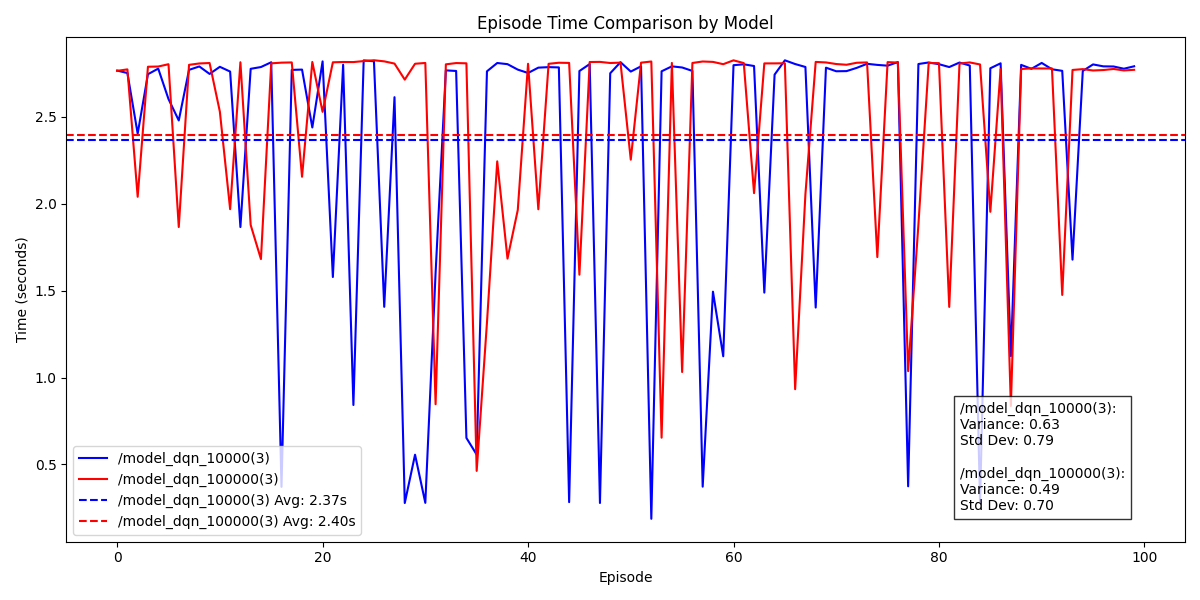 Episode Time Comparison by Model
Time (seconds)
2.5
2.0
1.5
1.0
0.5
/model_dqn_10000(3)
/model_dqn_100000(3)
/model_dqn_10000(3) Avg: 2.37s
/model_dqn_100000(3) Avg: 2.40s
/model_dqn_10000(3):
Variance: 0.63
Std Dev: 0.79
/model_dqn_100000(3):
Variance: 0.49
Std Dev: 0.70
0 20 40 60 80 100
Episode